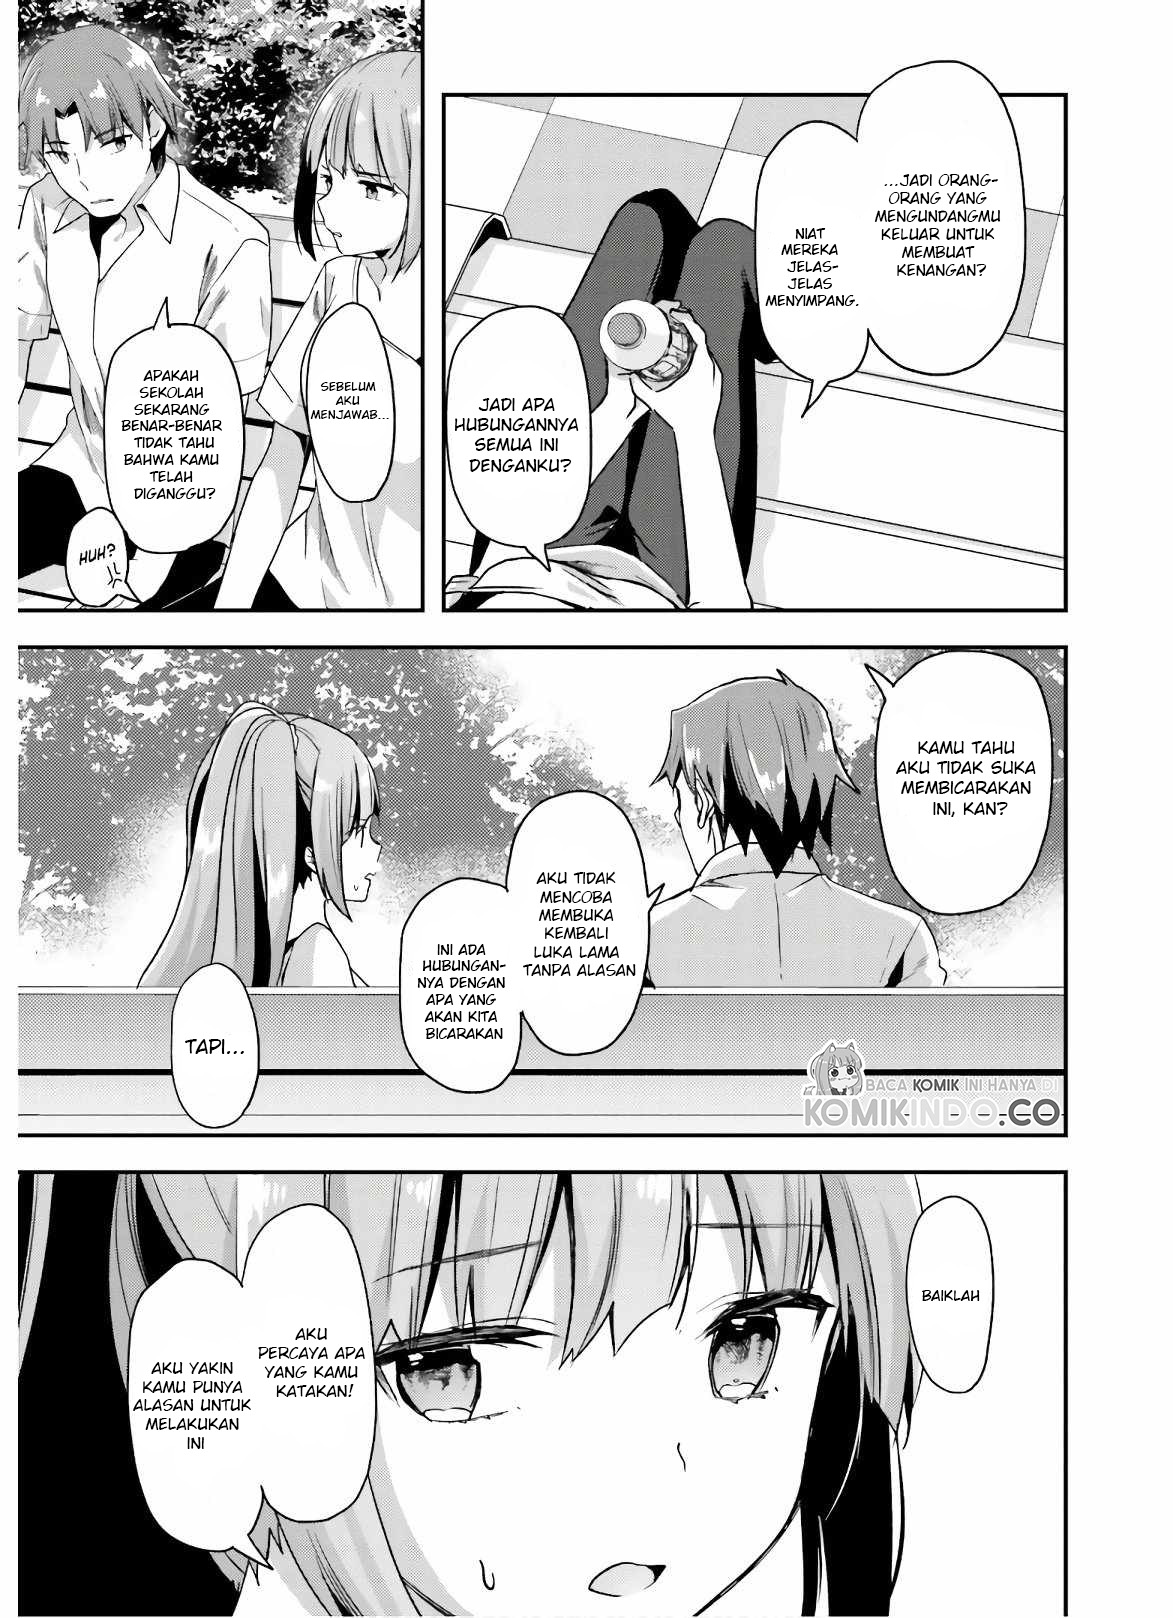 ...JADI ORANG-
ORANG YANG
MENGUNDANGMU
KELUAR UNTUK
MEMBUAT
KENANGAN?
NIAT
MEREKA
JELAS-
JELAS
MENYIMPANG.
JADI APA
HUBUNGANNYA
SEMUA INI
DENGANKU?
SEBELUM
AKU
MENJAWAB...
APAKAH
SEKOLAH
SEKARANG
BENAR-BENAR
TIDAK TAHU
BAHWA KAMU
TELAH
DIGANGGU?
HUH?
KAMU TAHU
AKU TIDAK SUKA
MEMBICARAKAN
INI, KAN?
AKU TIDAK
MENCOBA
MEMBUKA
KEMBALI
LUKA LAMA
TANPA ALASAN
INI ADA
HUBUNGAN-
NYA DENGAN
APA YANG
AKAN KITA
BICARAKAN
TAPI...
BACA KOMIK INI HANYA DI
KOMIKINDO.CO
BAIKLAH
AKU
PERCAYA APA
YANG KAMU
KATAKAN!
AKU YAKIN
KAMU PUNYA
ALASAN UNTUK
MELAKUKAN
INI